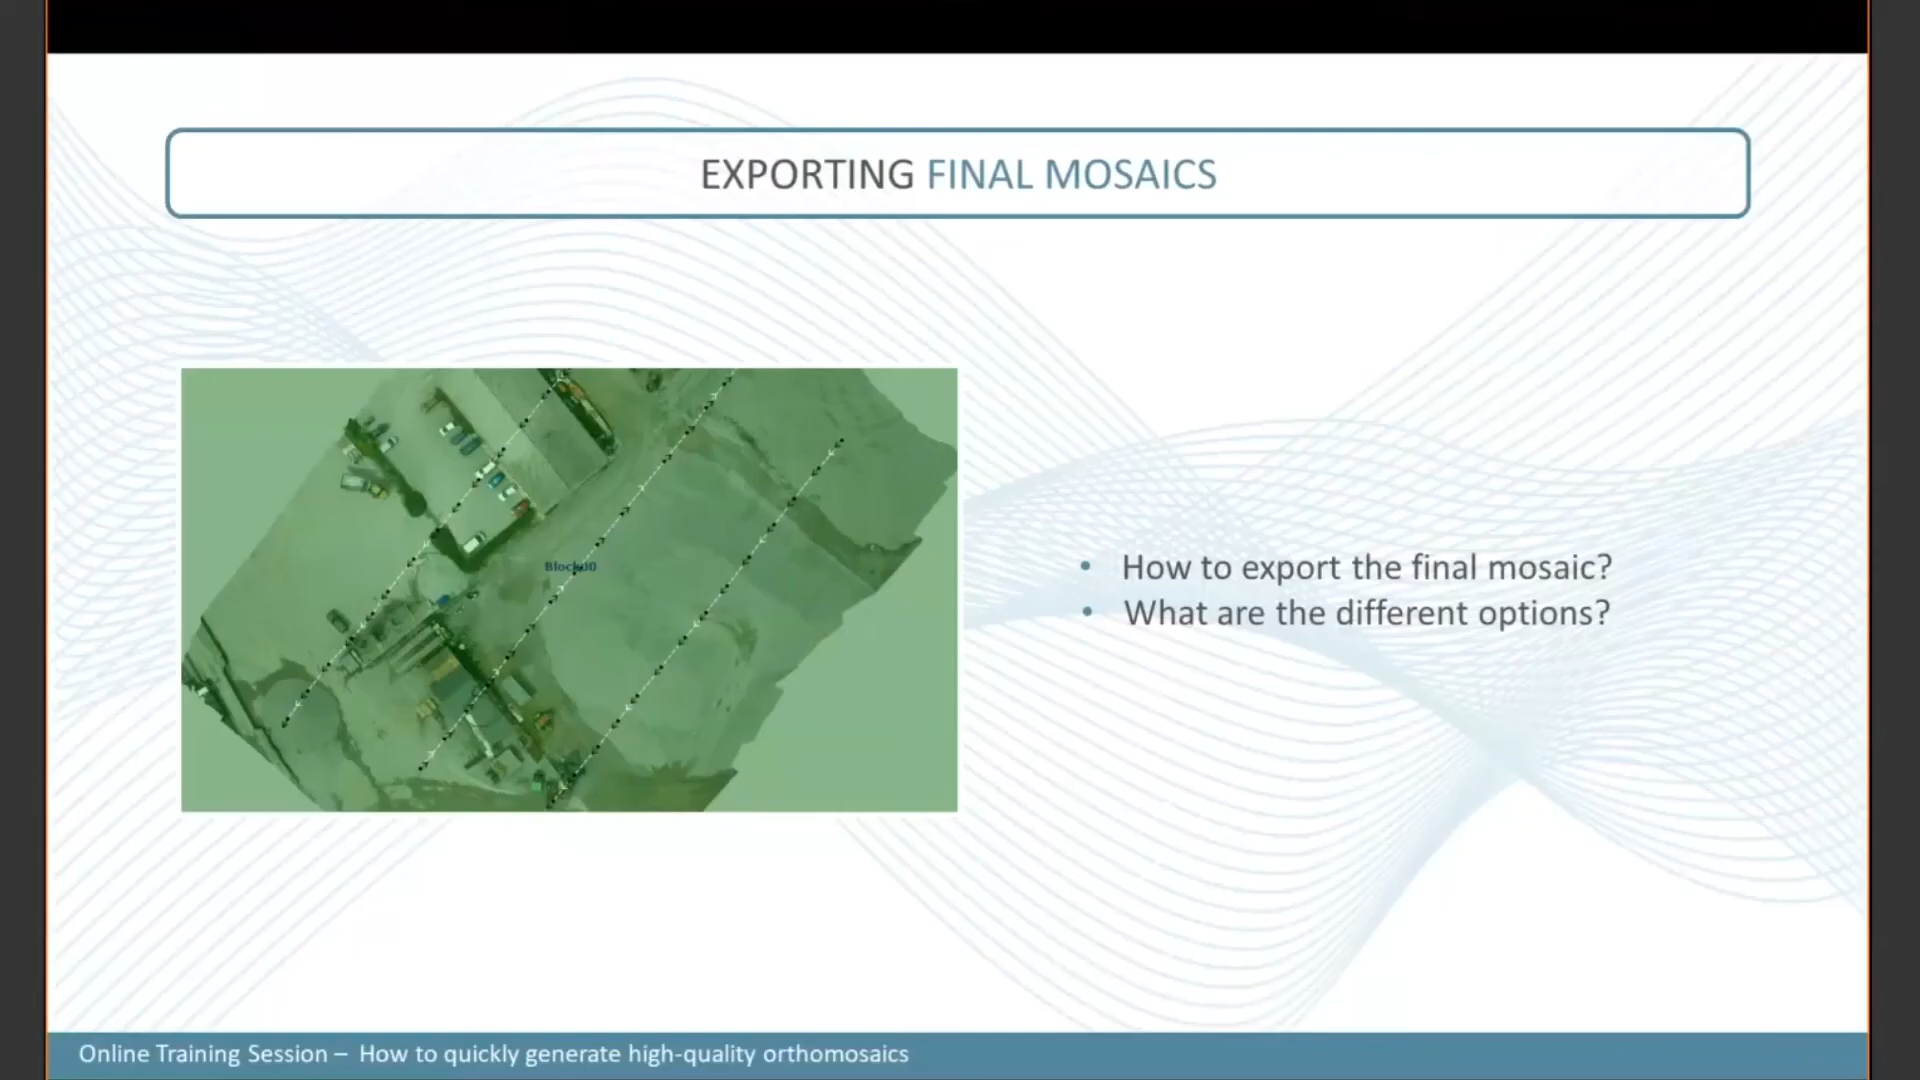 EXPORTING FINAL MOSAICS
Block00
• How to export the final mosaic?
• What are the different options?
Online Training Session – How to quickly generate high-quality orthomosaics